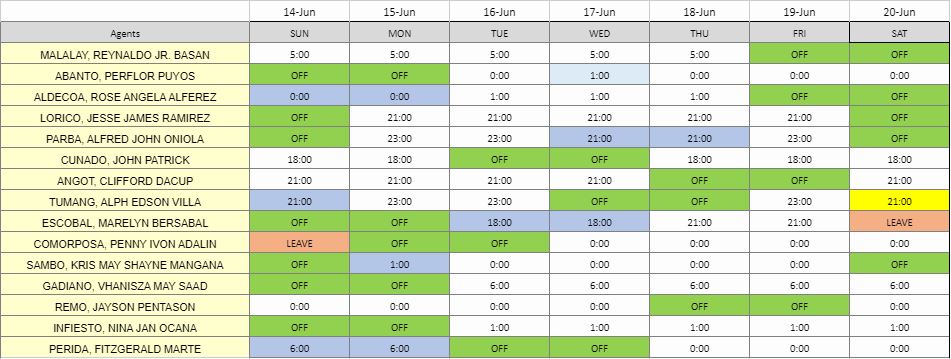 14-Jun 15-Jun 16-Jun 17-Jun 18-Jun 19-Jun 20-Jun
Agents SUN MON TUE WED THU FRI SAT
MALALAY, REYNALDO JR. BASAN 5:00 5:00 5:00 5:00 5:00 OFF OFF
ABANTO, PERFLOR PUYOS OFF OFF 0:00 1:00 0:00 0:00 0:00
ALDECOA, ROSE ANGELA ALFEREZ 0:00 0:00 1:00 1:00 1:00 OFF OFF
LORICO, JESSE JAMES RAMIREZ OFF 21:00 21:00 21:00 21:00 21:00 OFF
PARBA, ALFRED JOHN ONIOLA OFF 23:00 23:00 21:00 21:00 23:00 OFF
CUNADO, JOHN PATRICK 18:00 18:00 OFF OFF 18:00 18:00 18:00
ANGOT, CLIFFORD DACUP 21:00 21:00 21:00 21:00 OFF OFF 21:00
TUMANG, ALPH EDSON VILLA 21:00 23:00 23:00 OFF OFF 23:00 21:00
ESCOBAL, MARELYN BERSABAL OFF OFF 18:00 18:00 21:00 21:00 LEAVE
COMORPOSA, PENNY IVON ADALIN LEAVE OFF OFF 0:00 0:00 0:00 0:00
SAMBO, KRIS MAY SHAYNE MANGANA OFF 1:00 0:00 0:00 0:00 0:00 OFF
GADIANO, VHANISZA MAY SAAD OFF OFF 6:00 6:00 6:00 6:00 6:00
REMO, JAYSON PENTASON 0:00 0:00 0:00 0:00 OFF OFF 0:00
INFIESTO, NINA JAN OCANA OFF OFF 1:00 1:00 1:00 1:00 1:00
PERIDA, FITZGERALD MARTE 6:00 6:00 OFF OFF 0:00 0:00 0:00